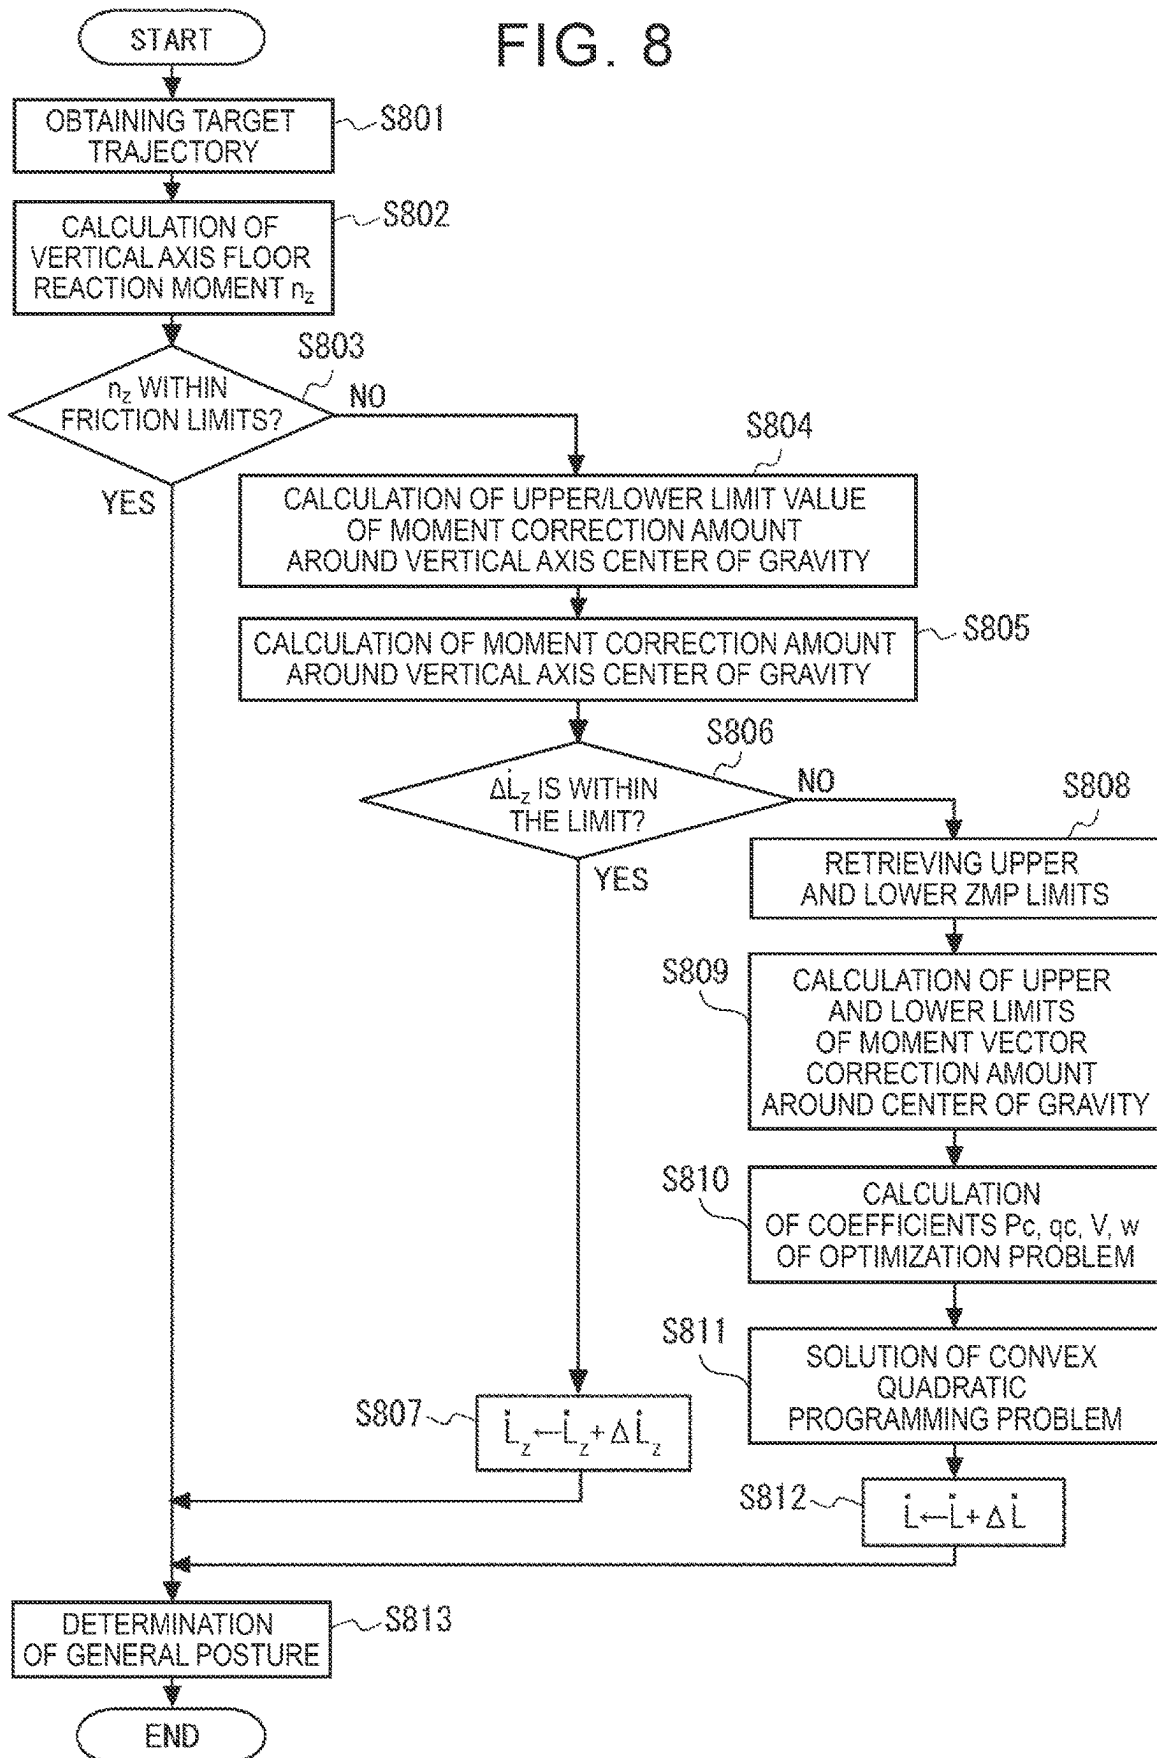 FIG. 8
START
OBTAINING TARGET
TRAJECTORY
S801
CALCULATION OF
VERTICAL AXIS FLOOR
REACTION MOMENT nz
S802
nz WITHIN
FRICTION LIMITS?
S803
NO
YES
S804
CALCULATION OF UPPER/LOWER LIMIT VALUE
OF MOMENT CORRECTION AMOUNT
AROUND VERTICAL AXIS CENTER OF GRAVITY
CALCULATION OF MOMENT CORRECTION AMOUNT
AROUND VERTICAL AXIS CENTER OF GRAVITY
S805
S806
ΔL̇z IS WITHIN
THE LIMIT?
NO
YES
S808
RETRIEVING UPPER
AND LOWER ZMP LIMITS
S809
CALCULATION OF UPPER
AND LOWER LIMITS
OF MOMENT VECTOR
CORRECTION AMOUNT
AROUND CENTER OF GRAVITY
S810
CALCULATION
OF COEFFICIENTS Pc, qc, V, w
OF OPTIMIZATION PROBLEM
S811
SOLUTION OF CONVEX
QUADRATIC
PROGRAMMING PROBLEM
S807
L̇z←L̇z+ΔL̇z
S812
L̇←L̇+ΔL̇
DETERMINATION
OF GENERAL POSTURE
S813
END